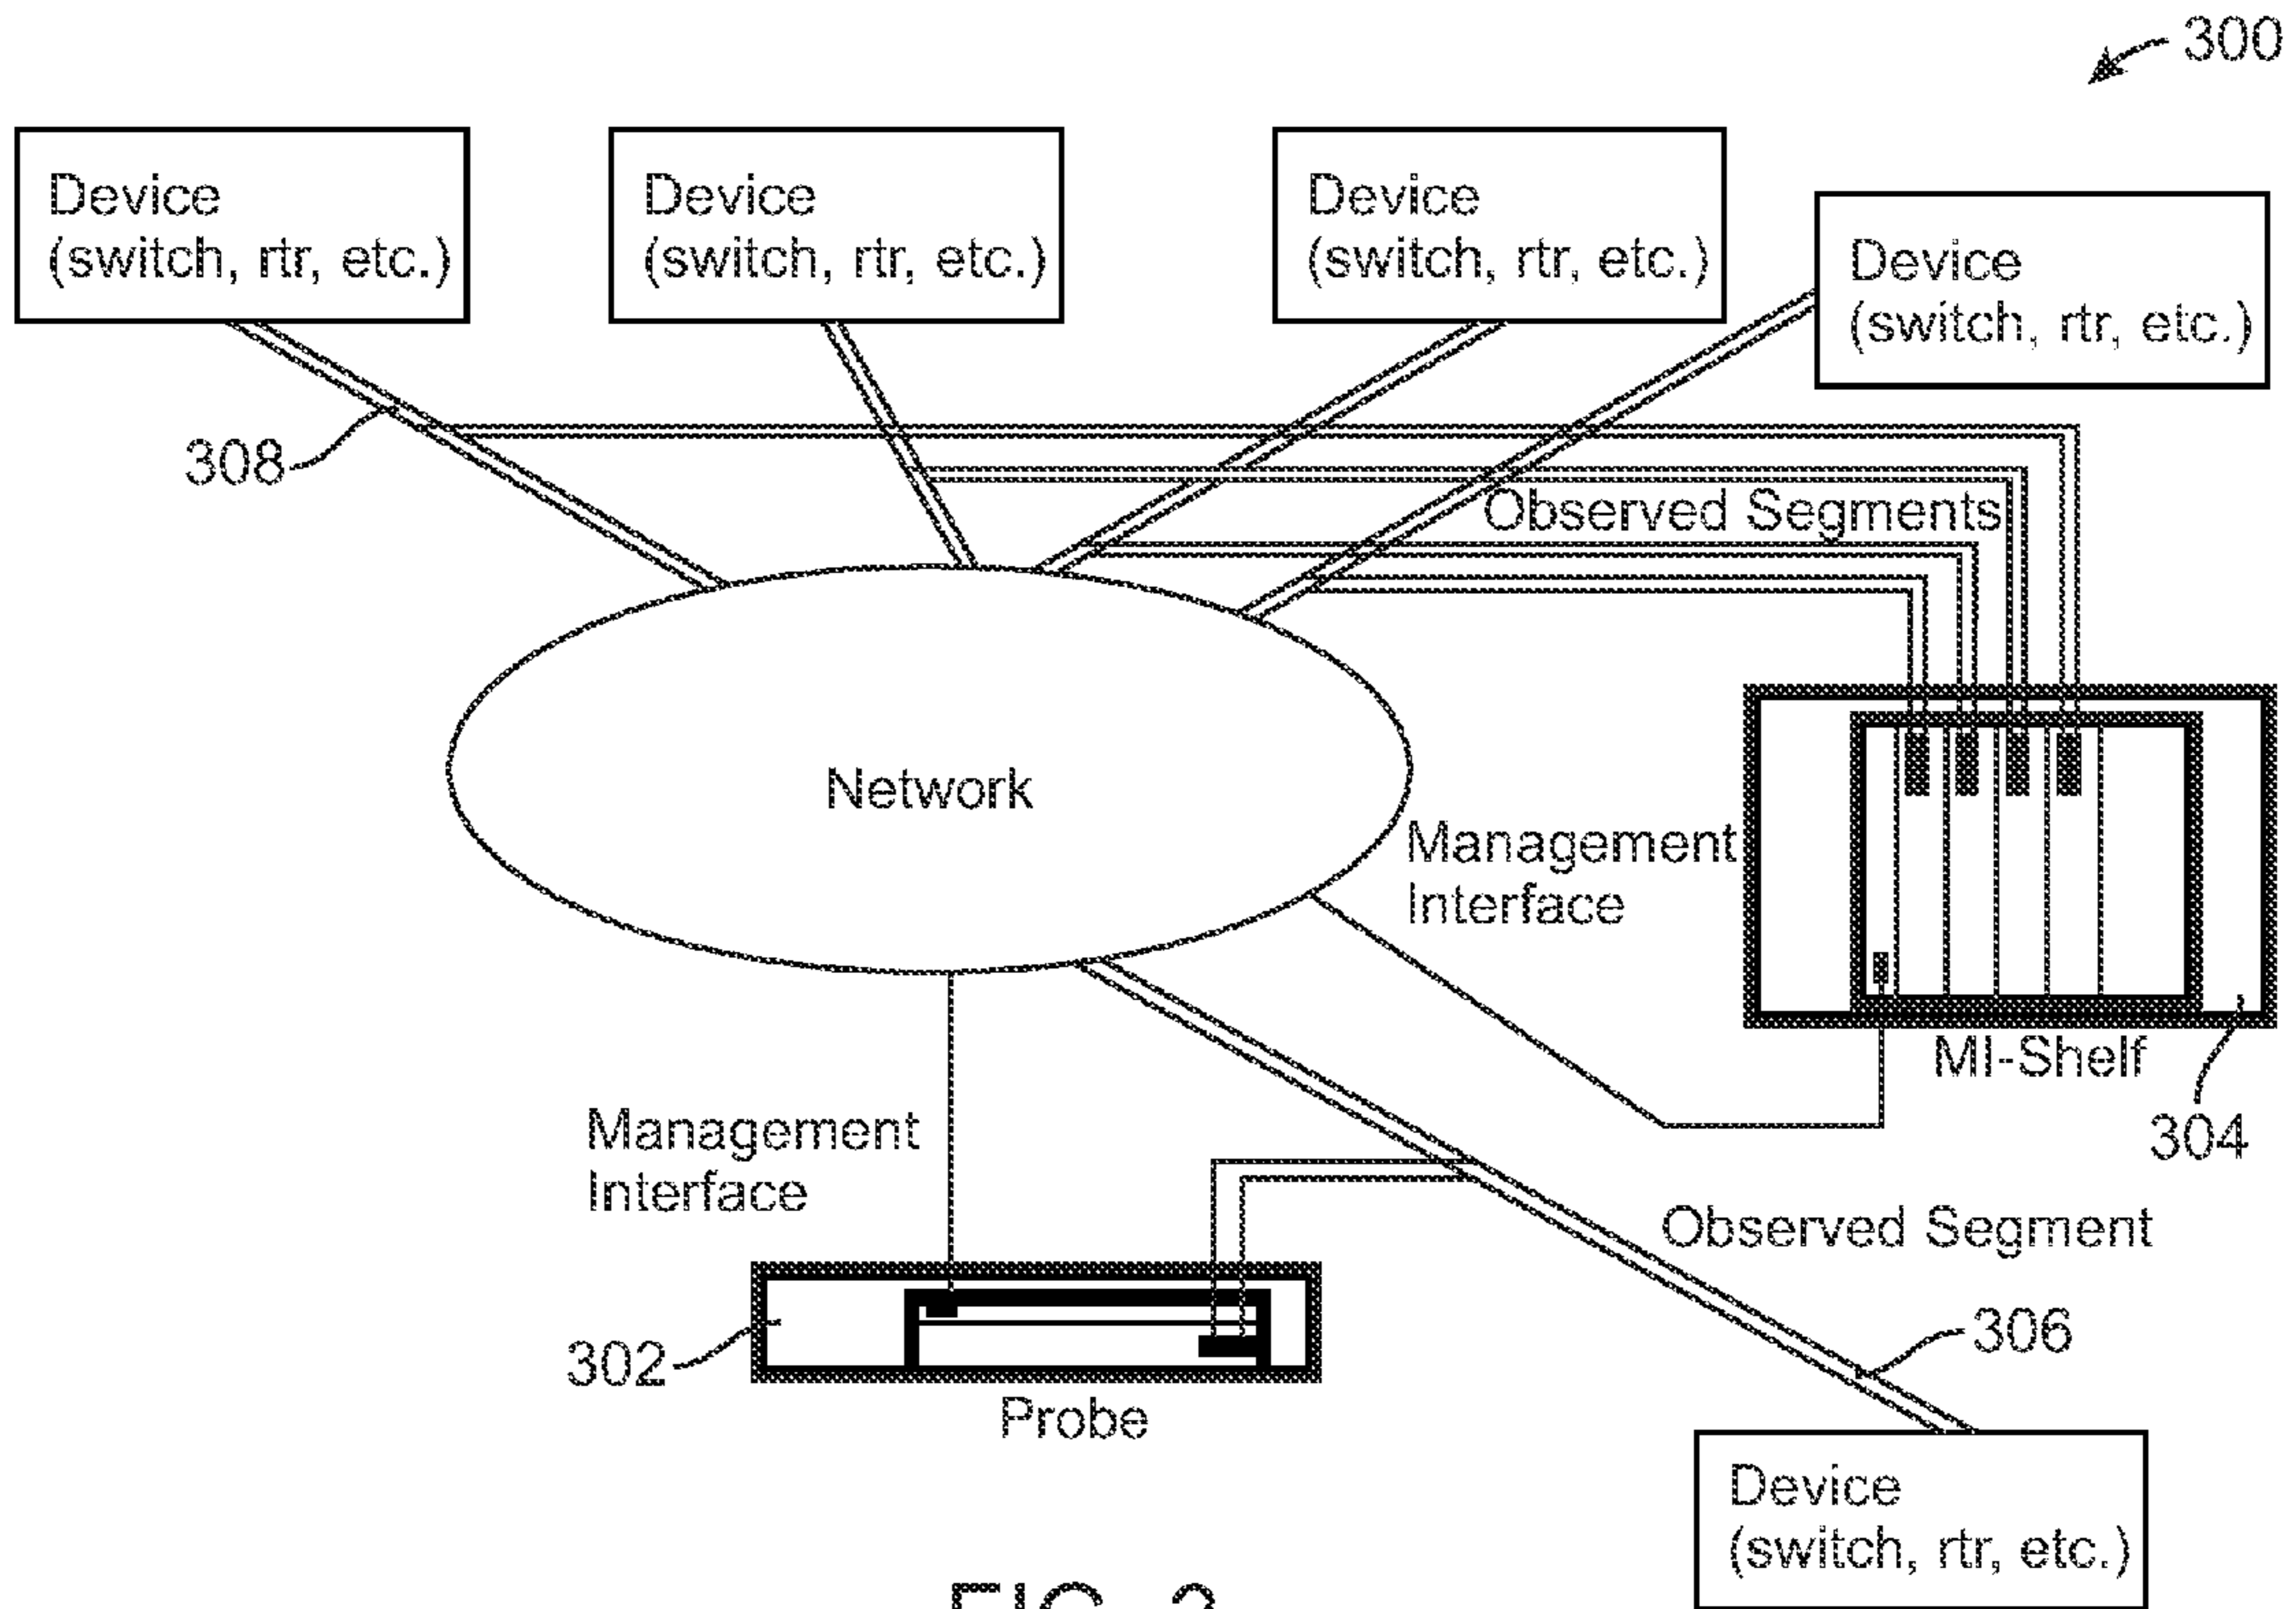 300
Device
(switch, rtr, etc.)
Device
(switch, rtr, etc.)
Device
(switch, rtr, etc.)
Device
(switch, rtr, etc.)
308
Observed Segments
Network
Management
Interface
MI-Shelf
304
Management
Interface
Observed Segment
306
302
Probe
Device
(switch, rtr, etc.)